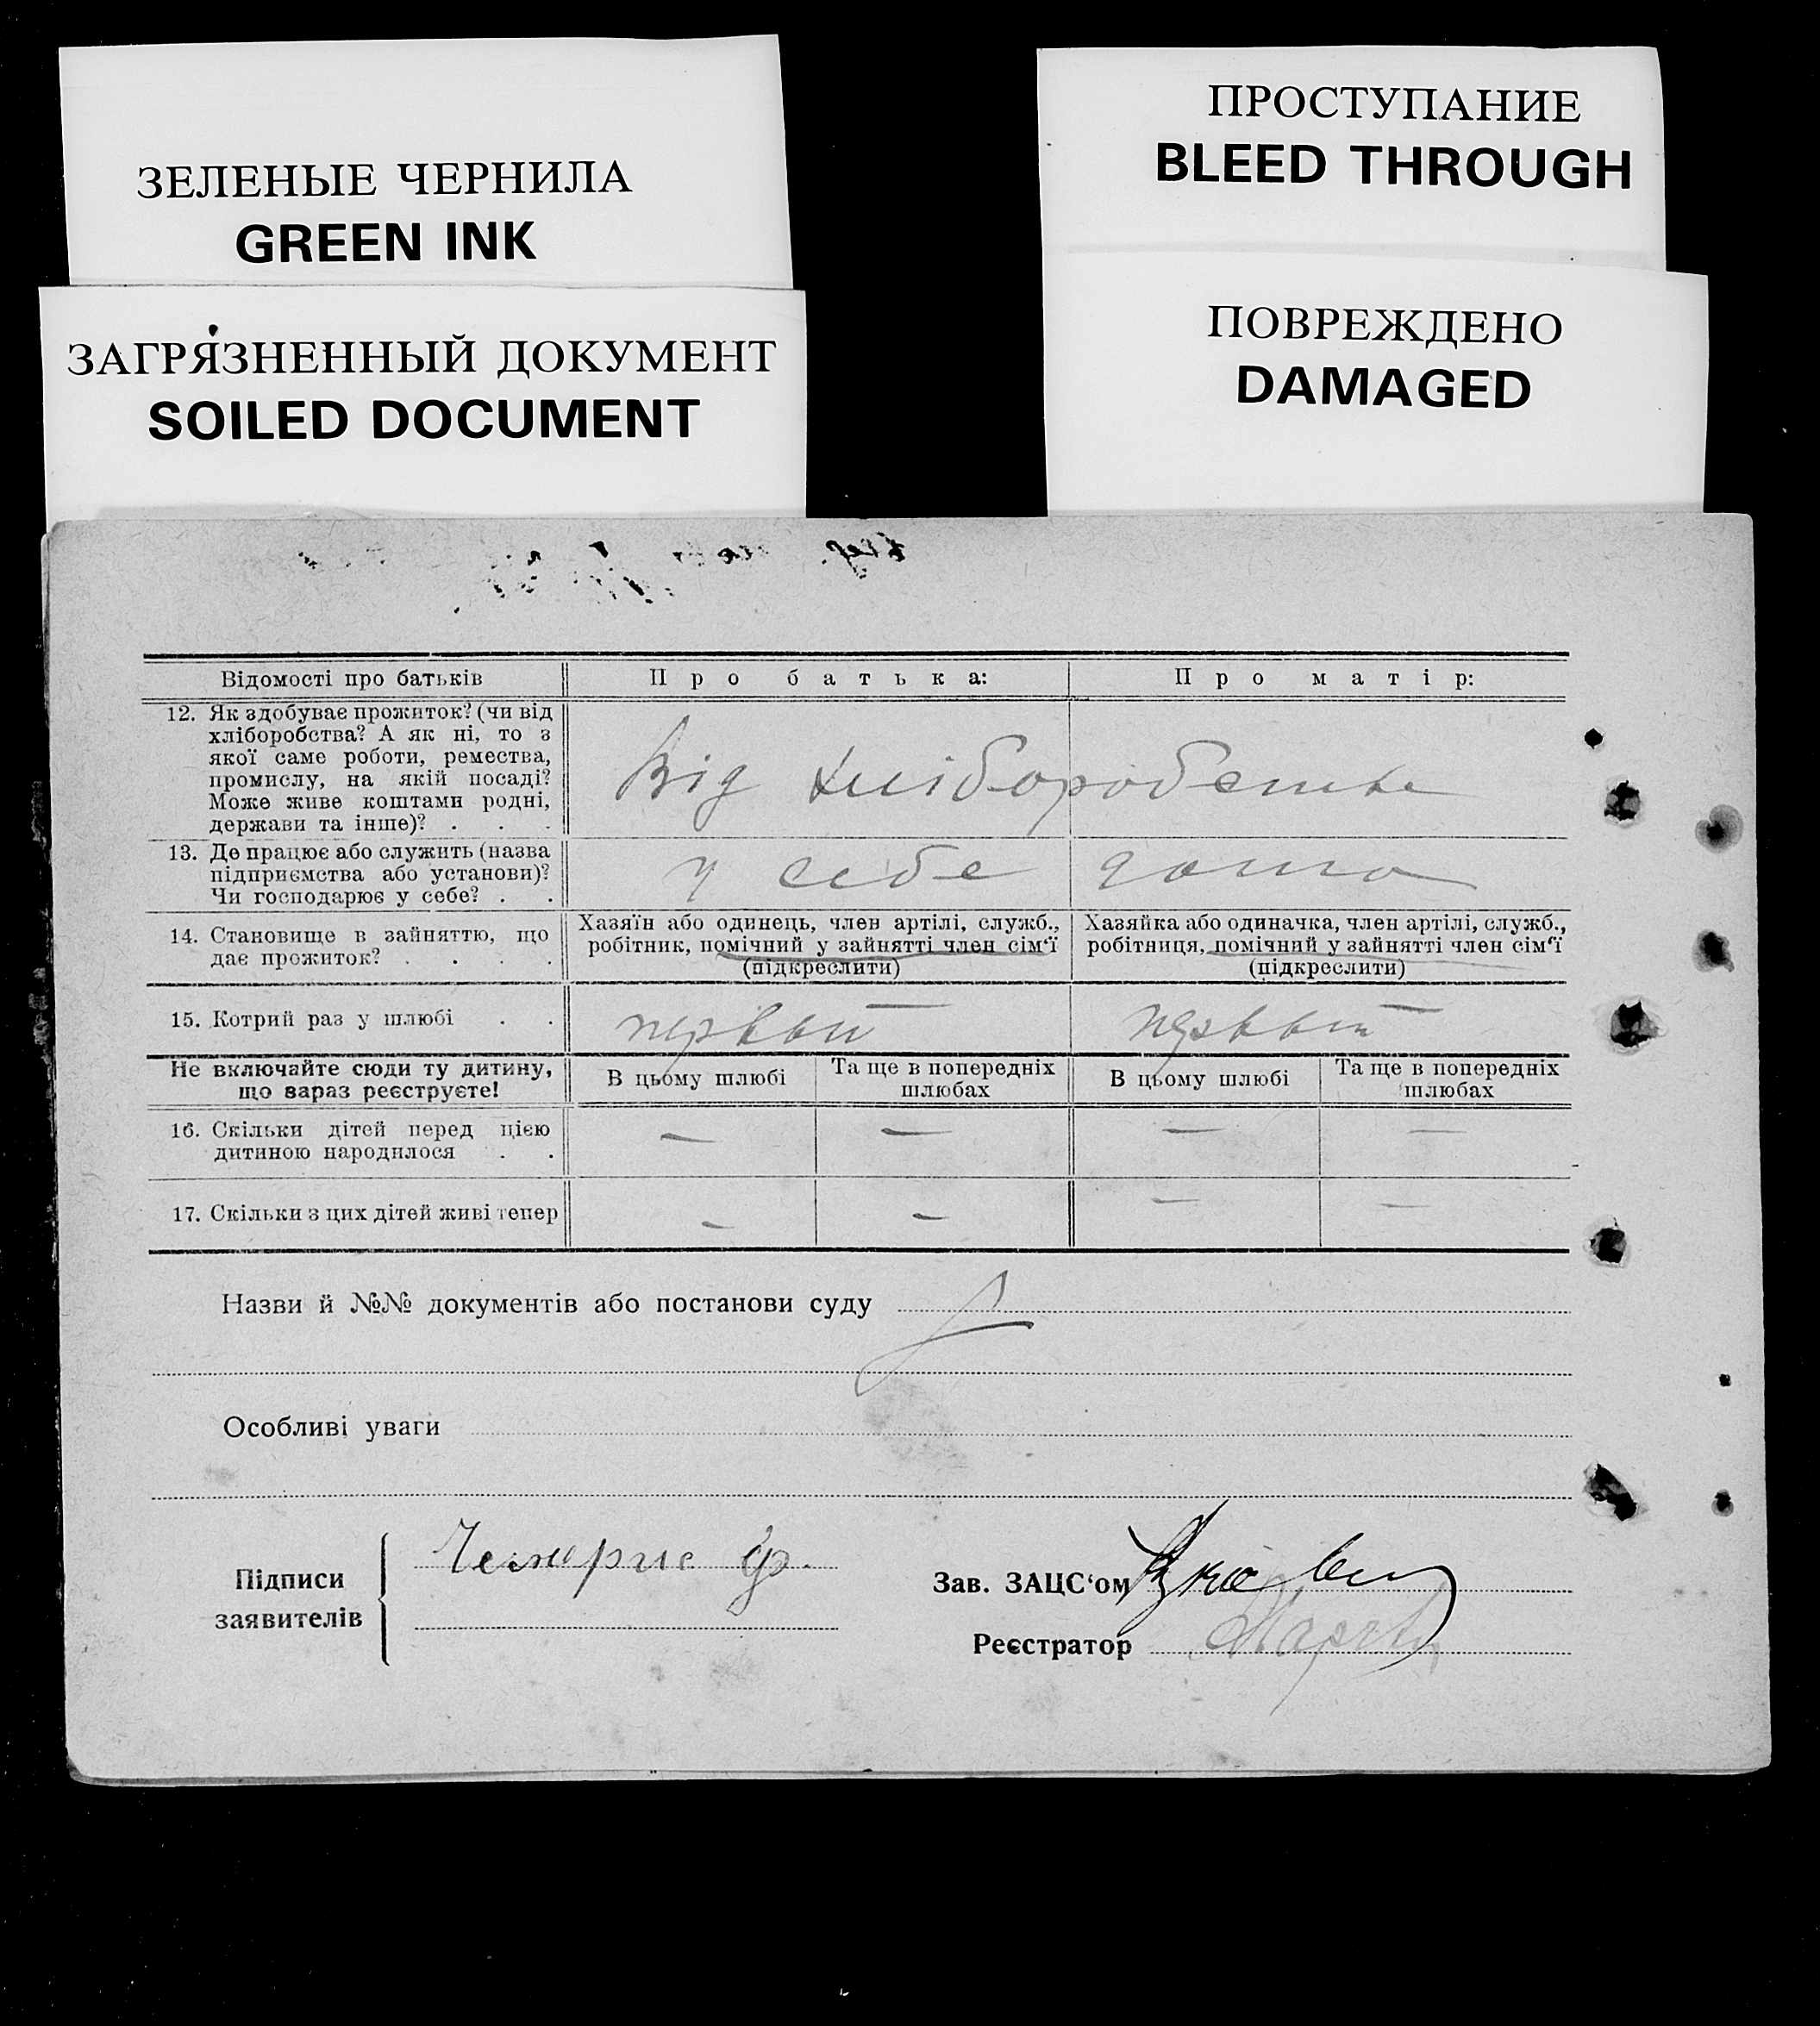 ЗЕЛЕНЫЕ ЧЕРНИЛА
GREEN INK
ЗАГРЯЗНЕННЫЙ ДОКУМЕНТ
SOILED DOCUMENT
ПРОСТУПАНИЕ
BLEED THROUGH
ПОВРЕЖДЕНО
DAMAGED
Відомості про батьків
Про батька:
Про матір:
12. Як здобуває прожиток? (чи від
хліборобства? А як ні, то з
якої саме роботи, ремества,
промислу, на якій посаді?
Може живе коштами родні,
держави та інше)? . . .
Від хліборобства
13. Де працює або служить (назва
підприємства або установи)?
Чи господарює у себе? . .
у себе дома
14. Становище в зайняттю, що
дає прожиток? . . . .
Хазяїн або одинець, член артілі, служб.,
робітник, помічний у зайнятті член сім'ї
(підкреслити)
Хазяйка або одиначка, член артілі, служб.,
робітниця, помічний у зайнятті член сім'ї
(підкреслити)
15. Котрий раз у шлюбі . .
первый
первый
Не включайте сюди ту дитину,
що зараз реєструєте!
В цьому шлюбі
Та ще в попередніх
шлюбах
В цьому шлюбі
Та ще в попередніх
шлюбах
16. Скільки дітей перед цією
дитиною народилося . .
— — — —
17. Скільки з цих дітей живі тепер
— — — —
Назви й №№ документів або постанови суду
Особливі уваги
Підписи
заявителів
Чемерис Ф.
Зав. ЗАЦС'ом
Реєстратор